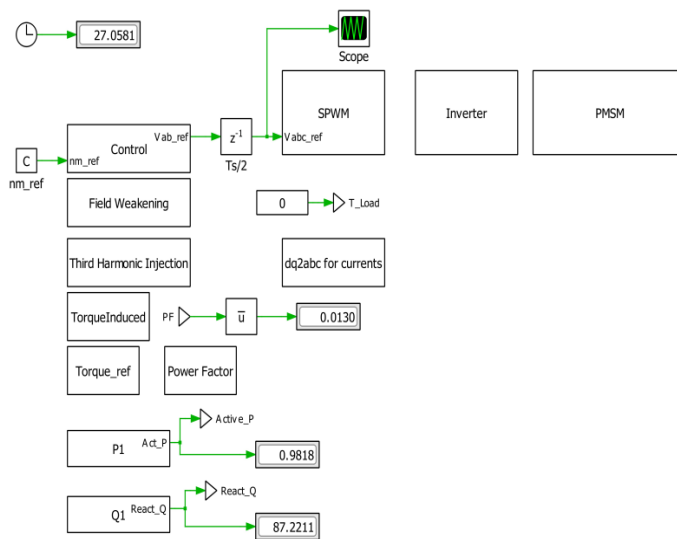 27.0581
Scope
SPWM
Vabc_ref
Inverter
PMSM
Control
Vab_ref
nm_ref
z-1
Ts/2
C
nm_ref
Field Weakening
0
T_Load
Third Harmonic Injection
dq2abc for currents
TorqueInduced
PF
u
0.0130
Torque_ref
Power Factor
Active_P
P1
Act_P
0.9818
React_Q
Q1
React_Q
87.2211